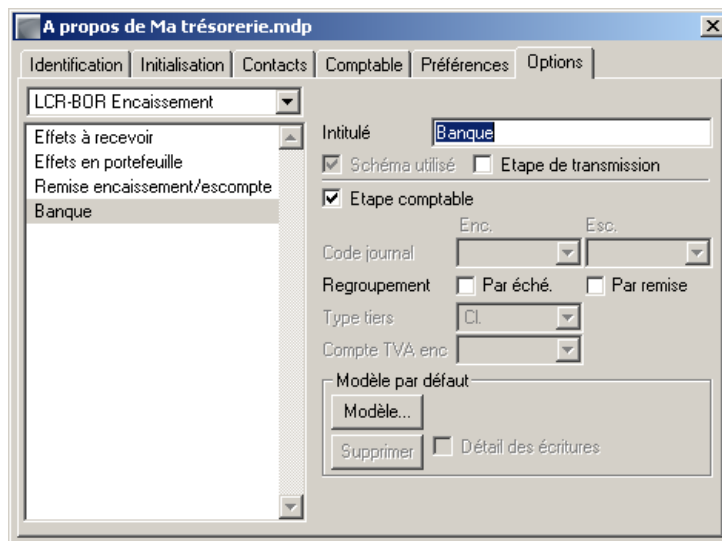 A propos de Ma trésorerie.mdp
Identification Initialisation Contacts Comptable Préférences Options
LCR-BOR Encaissement
Effets à recevoir
Effets en portefeuille
Remise encaissement/escompte
Banque
Intitulé Banque
Schéma utilisé Etape de transmission
Etape comptable
Enc. Esc.
Code journal
Regroupement Par éché. Par remise
Type tiers Cl.
Compte TVA enc
Modèle par défaut
Modèle...
Supprimer Détail des écritures